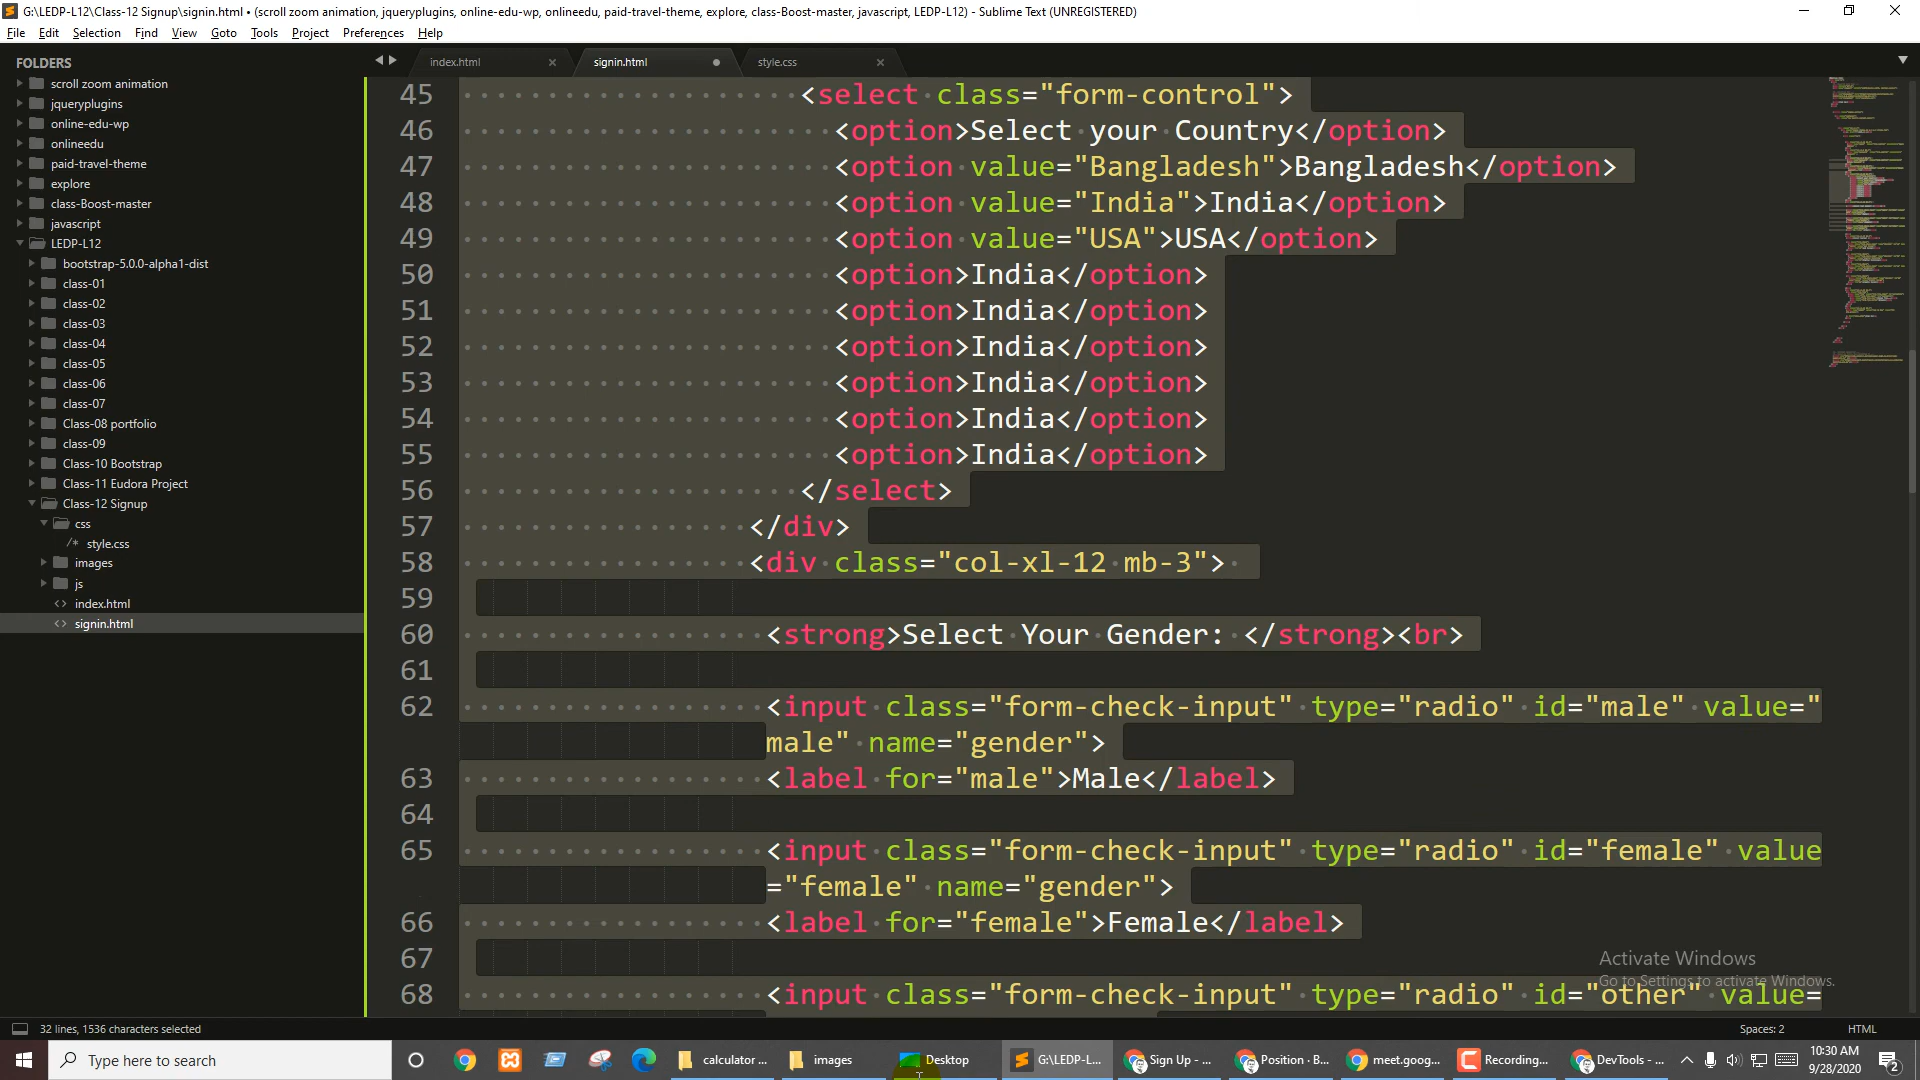 G:\LEDP-L12\Class-12 Signup\signin.html • (scroll zoom animation, jqueryplugins, online-edu-wp, onlineedu, paid-travel-theme, explore, class-Boost-master, javascript, LEDP-L12) - Sublime Text (UNREGISTERED)
File Edit Selection Find View Goto Tools Project Preferences Help
FOLDERS
scroll zoom animation
jqueryplugins
online-edu-wp
onlineedu
paid-travel-theme
explore
class-Boost-master
javascript
LEDP-L12
bootstrap-5.0.0-alpha1-dist
class-01
class-02
class-03
class-04
class-05
class-06
class-07
Class-08 portfolio
class-09
Class-10 Bootstrap
Class-11 Eudora Project
Class-12 Signup
css
/* style.css
images
js
<> index.html
<> signin.html
index.html signin.html style.css
45 <select class="form-control">
46 <option>Select your Country</option>
47 <option value="Bangladesh">Bangladesh</option>
48 <option value="India">India</option>
49 <option value="USA">USA</option>
50 <option>India</option>
51 <option>India</option>
52 <option>India</option>
53 <option>India</option>
54 <option>India</option>
55 <option>India</option>
56 </select>
57 </div>
58 <div class="col-xl-12 mb-3">
59
60 <strong>Select Your Gender: </strong><br>
61
62 <input class="form-check-input" type="radio" id="male" value="
male" name="gender">
63 <label for="male">Male</label>
64
65 <input class="form-check-input" type="radio" id="female" value
="female" name="gender">
66 <label for="female">Female</label>
67
68 <input class="form-check-input" type="radio" id="other" value=
Activate Windows
Go to Settings to activate Windows.
32 lines, 1536 characters selected
Spaces: 2 HTML
Type here to search
calculator ...
images
Desktop
G:\LEDP-L...
Sign Up - ...
Position · B...
meet.goog...
Recording...
DevTools - ...
10:30 AM
9/28/2020
2